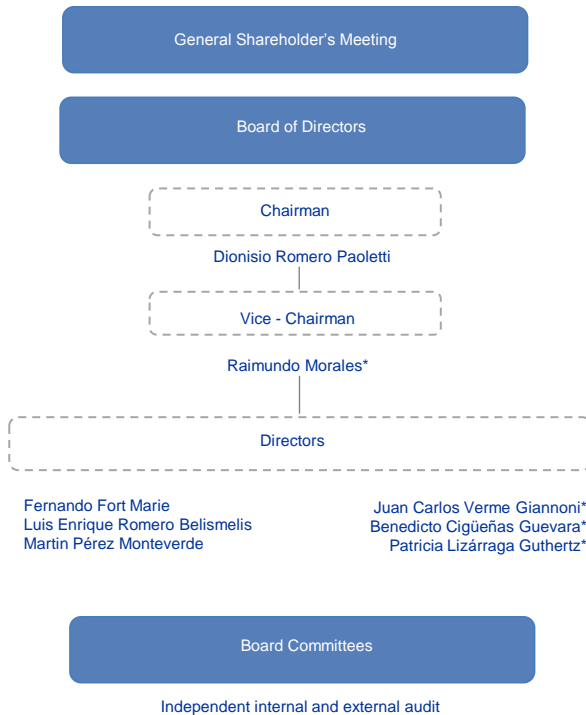 General Shareholder's Meeting
Board of Directors
Chairman
Dionisio Romero Paoletti
Vice - Chairman
Raimundo Morales*
Directors
Fernando Fort Marie
Luis Enrique Romero Belismelis
Martin Pérez Monteverde
Juan Carlos Verme Giannoni*
Benedicto Cigüeñas Guevara*
Patricia Lizárraga Guthertz*
Board Committees
Independent internal and external audit